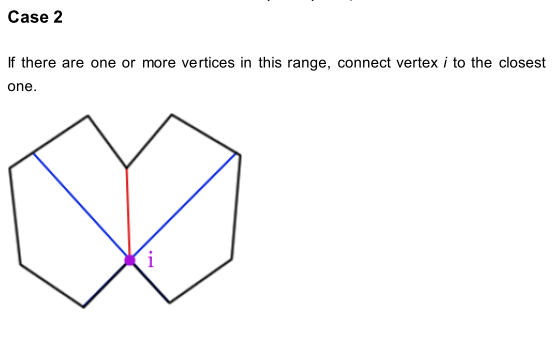 Case 2
If there are one or more vertices in this range, connect vertex i to the closest
one.
i